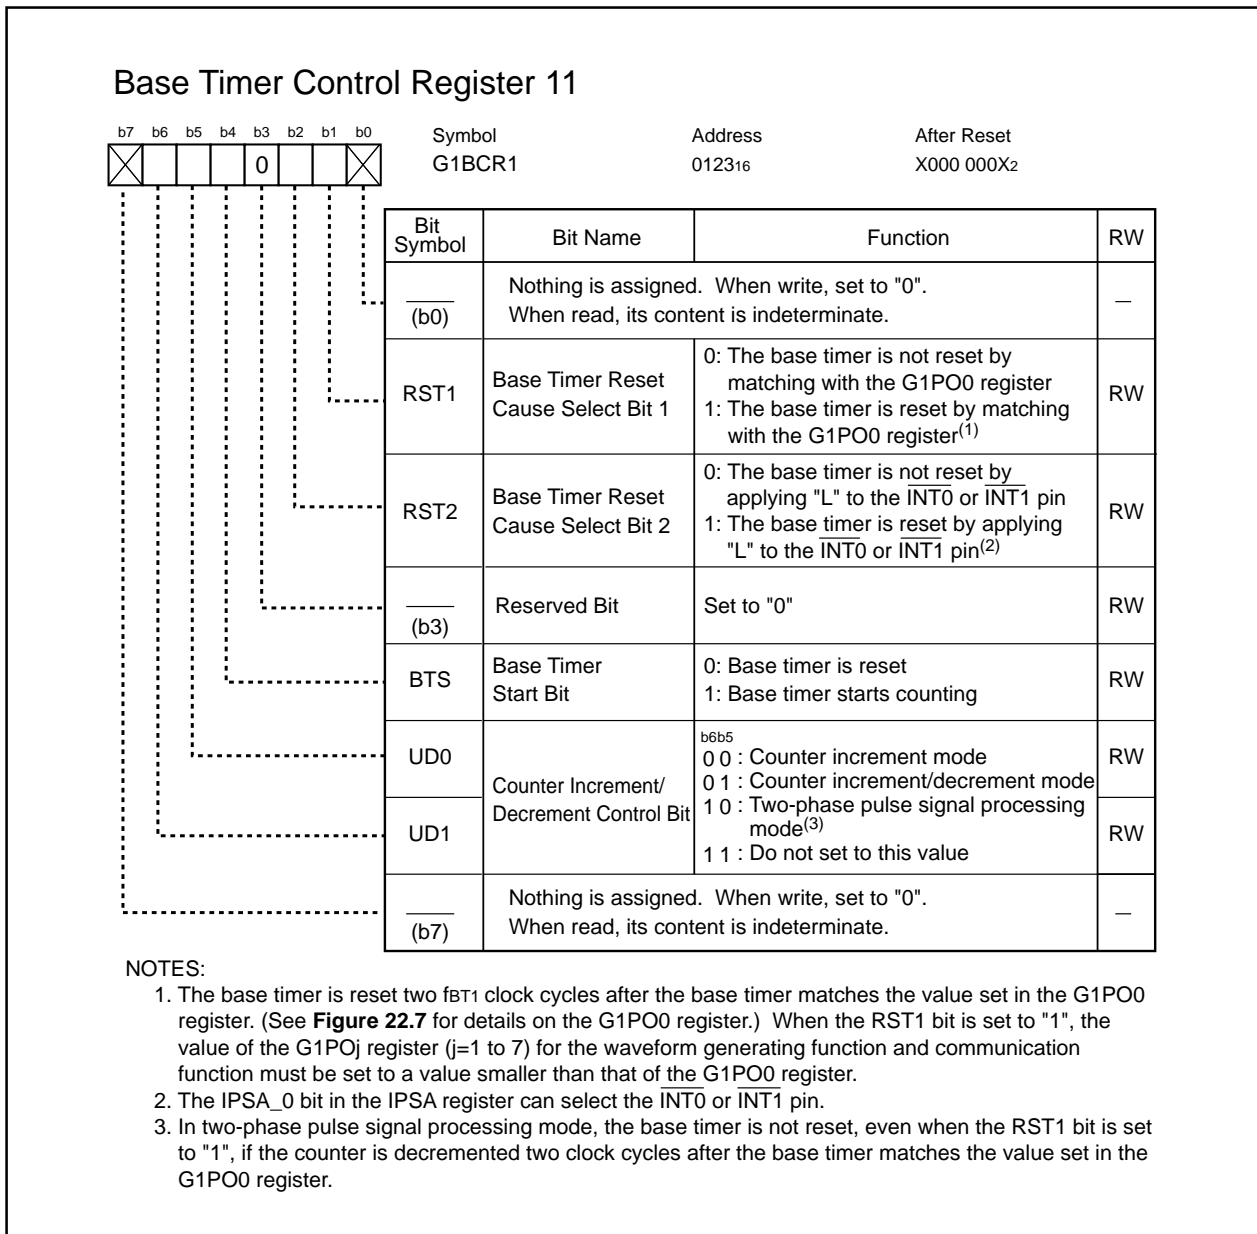 Base Timer Control Register 11
b7 b6 b5 b4 b3 b2 b1 b0
0
Symbol Address After Reset
G1BCR1 012316 X000 000X2
Bit Symbol Bit Name Function RW
(b0) Nothing is assigned. When write, set to "0".
When read, its content is indeterminate. —
RST1 Base Timer Reset
Cause Select Bit 1
0: The base timer is not reset by
matching with the G1PO0 register
1: The base timer is reset by matching
with the G1PO0 register(1)
RW
RST2 Base Timer Reset
Cause Select Bit 2
0: The base timer is not reset by
applying "L" to the INT0 or INT1 pin
1: The base timer is reset by applying
"L" to the INT0 or INT1 pin(2)
RW
(b3) Reserved Bit Set to "0" RW
BTS Base Timer
Start Bit
0: Base timer is reset
1: Base timer starts counting
RW
UD0 RW
UD1 RW
Counter Increment/
Decrement Control Bit
b6b5
0 0 : Counter increment mode
0 1 : Counter increment/decrement mode
1 0 : Two-phase pulse signal processing
mode(3)
1 1 : Do not set to this value
(b7) Nothing is assigned. When write, set to "0".
When read, its content is indeterminate. —
NOTES:
1. The base timer is reset two fBT1 clock cycles after the base timer matches the value set in the G1PO0
register. (See Figure 22.7 for details on the G1PO0 register.) When the RST1 bit is set to "1", the
value of the G1POj register (j=1 to 7) for the waveform generating function and communication
function must be set to a value smaller than that of the G1PO0 register.
2. The IPSA_0 bit in the IPSA register can select the INT0 or INT1 pin.
3. In two-phase pulse signal processing mode, the base timer is not reset, even when the RST1 bit is set
to "1", if the counter is decremented two clock cycles after the base timer matches the value set in the
G1PO0 register.